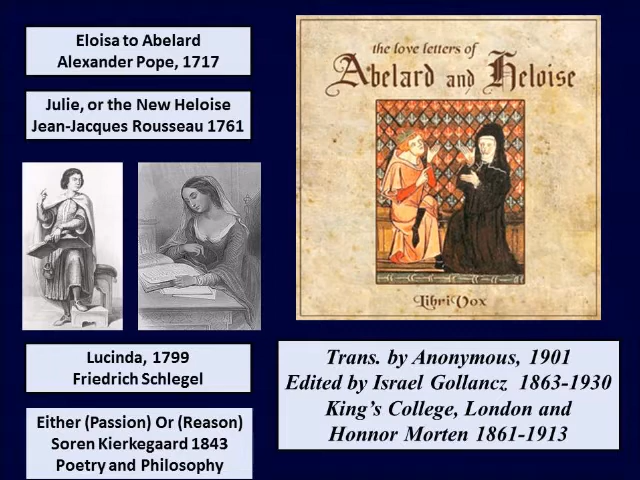 Eloisa to Abelard
Alexander Pope, 1717
Julie, or the New Heloise
Jean-Jacques Rousseau 1761
Lucinda, 1799
Friedrich Schlegel
Either (Passion) Or (Reason)
Soren Kierkegaard 1843
Poetry and Philosophy
the love letters of
Abelard and Heloise
LibriVox
Trans. by Anonymous, 1901
Edited by Israel Gollancz 1863-1930
King's College, London and
Honnor Morten 1861-1913